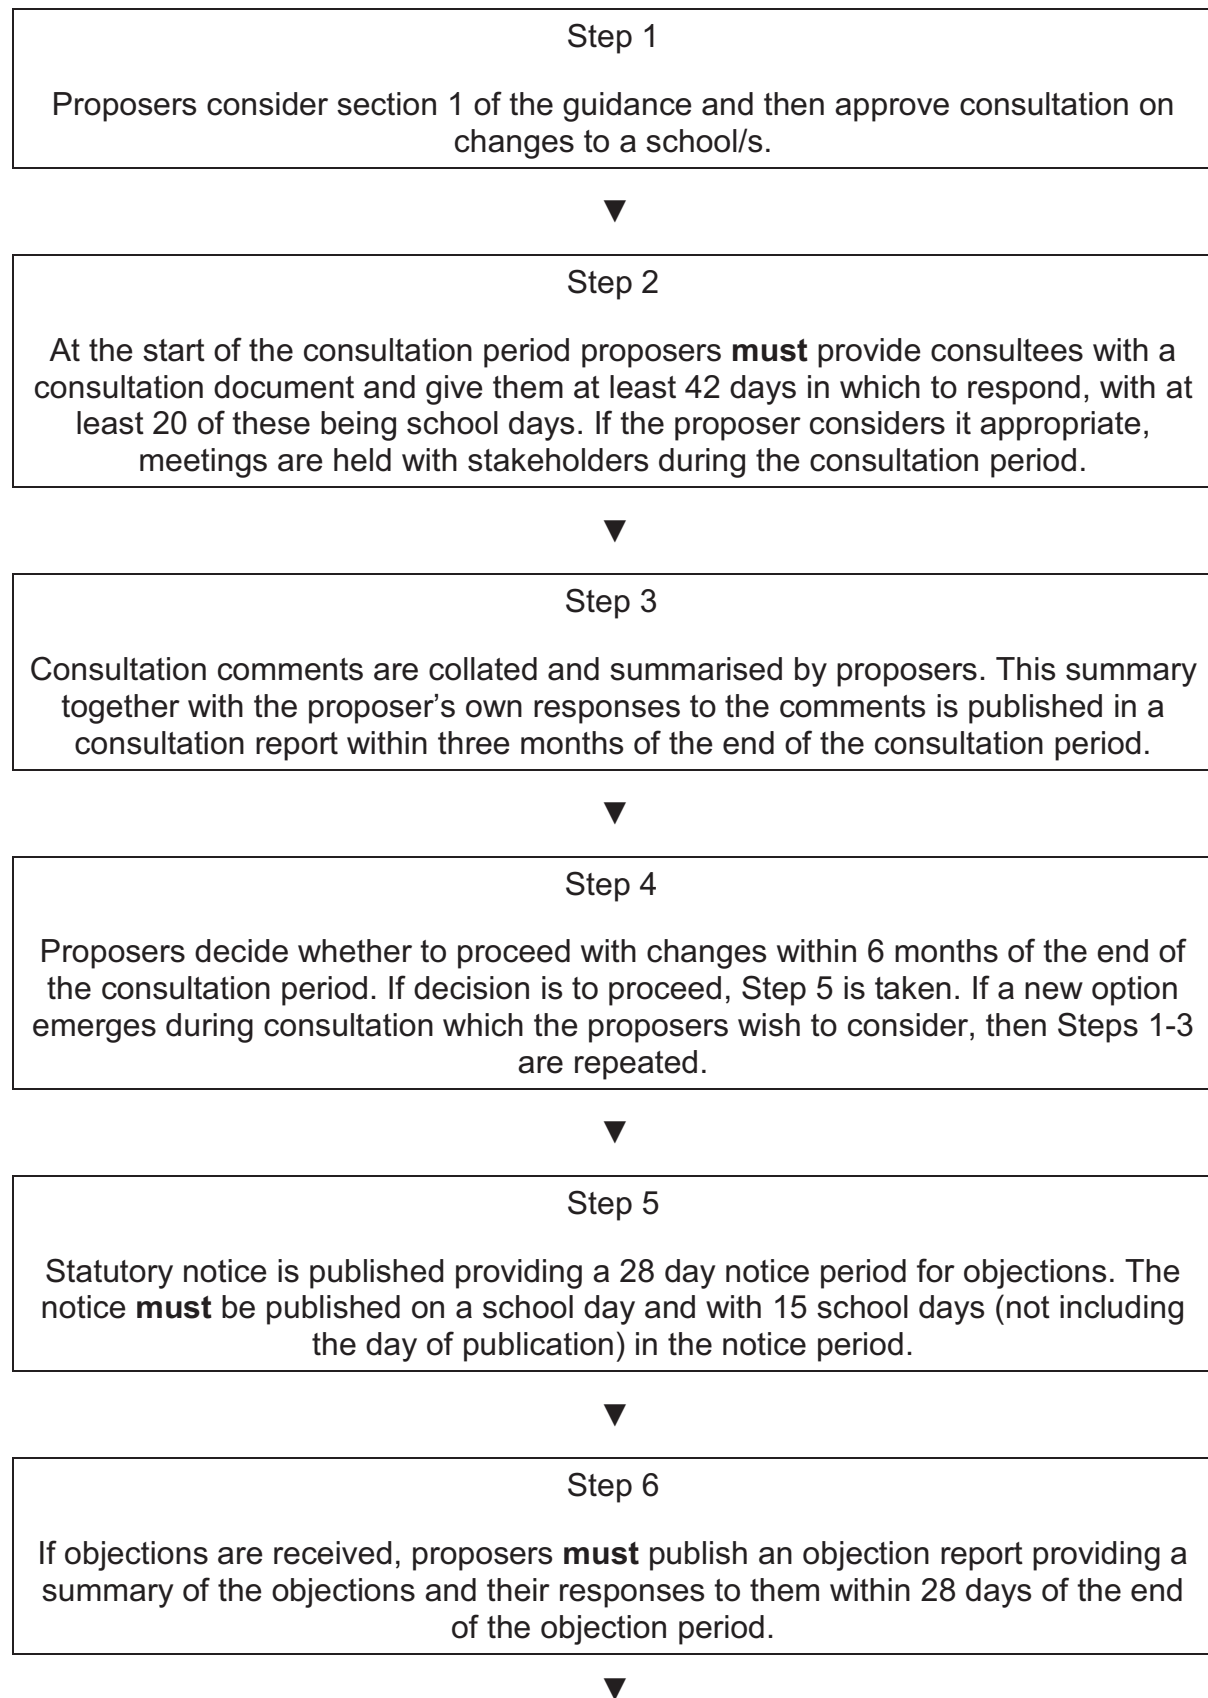 Step 1
Proposers consider section 1 of the guidance and then approve consultation on
changes to a school/s.
▼
Step 2
At the start of the consultation period proposers must provide consultees with a
consultation document and give them at least 42 days in which to respond, with at
least 20 of these being school days. If the proposer considers it appropriate,
meetings are held with stakeholders during the consultation period.
▼
Step 3
Consultation comments are collated and summarised by proposers. This summary
together with the proposer’s own responses to the comments is published in a
consultation report within three months of the end of the consultation period.
▼
Step 4
Proposers decide whether to proceed with changes within 6 months of the end of
the consultation period. If decision is to proceed, Step 5 is taken. If a new option
emerges during consultation which the proposers wish to consider, then Steps 1-3
are repeated.
▼
Step 5
Statutory notice is published providing a 28 day notice period for objections. The
notice must be published on a school day and with 15 school days (not including
the day of publication) in the notice period.
▼
Step 6
If objections are received, proposers must publish an objection report providing a
summary of the objections and their responses to them within 28 days of the end
of the objection period.
▼